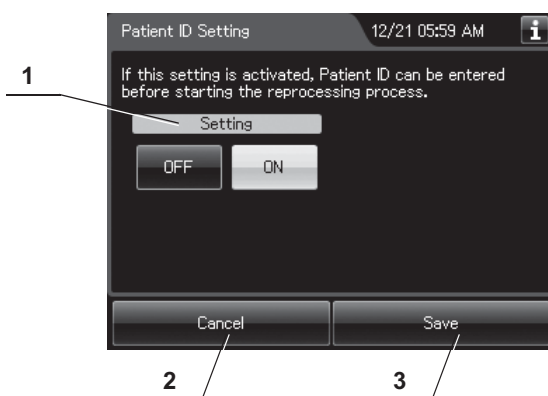 Patient ID Setting
12/21 05:59 AM
i
If this setting is activated, Patient ID can be entered
before starting the reprocessing process.
1
Setting
OFF
ON
Cancel
Save
2
3